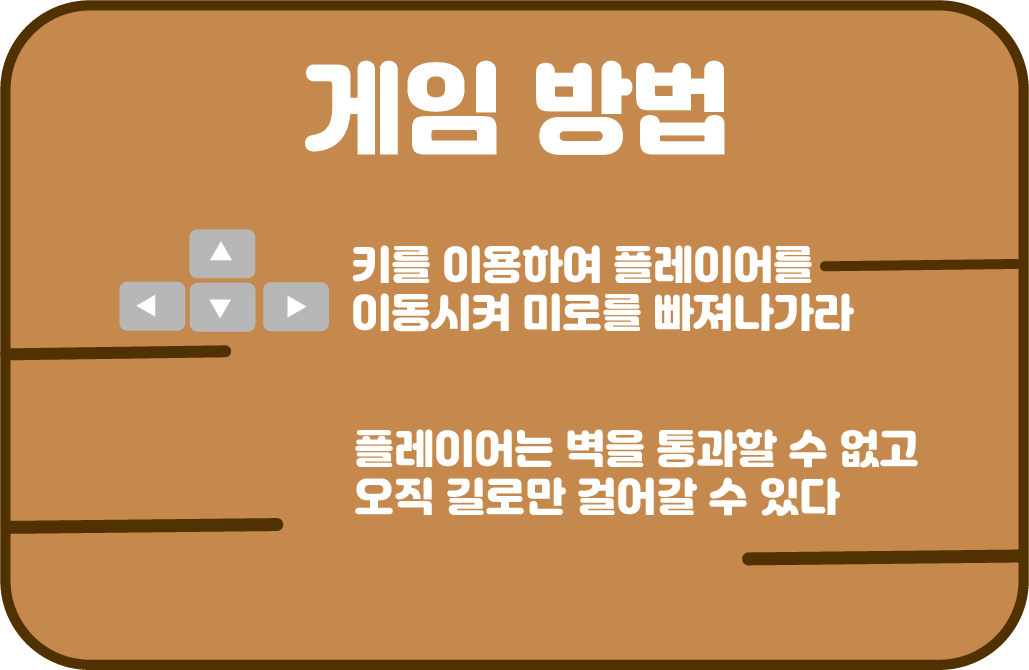 게임 방법
키를 이용하여 플레이어를
이동시켜 미로를 빠져나가라
플레이어는 벽을 통과할 수 없고
오직 길로만 걸어갈 수 있다